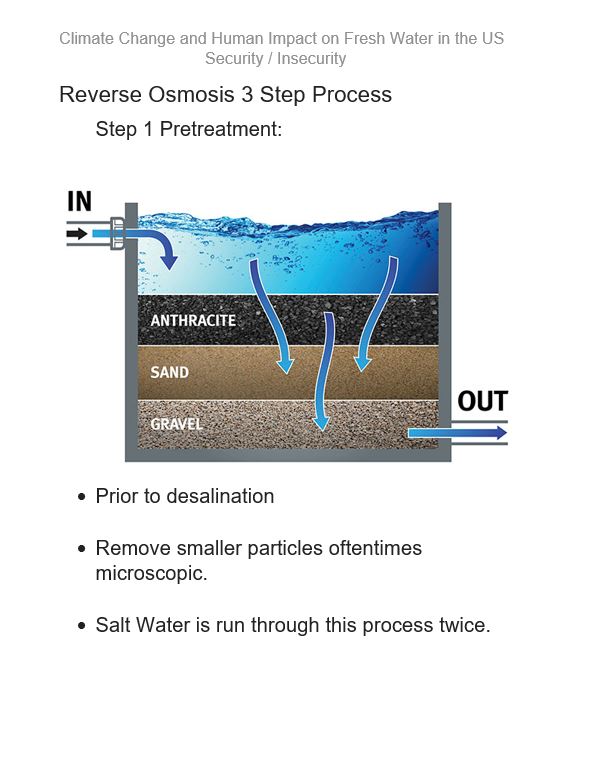 Climate Change and Human Impact on Fresh Water in the US
Security / Insecurity
Reverse Osmosis 3 Step Process
Step 1 Pretreatment:
IN
ANTHRACITE
SAND
GRAVEL
OUT
• Prior to desalination
• Remove smaller particles oftentimes
microscopic.
• Salt Water is run through this process twice.